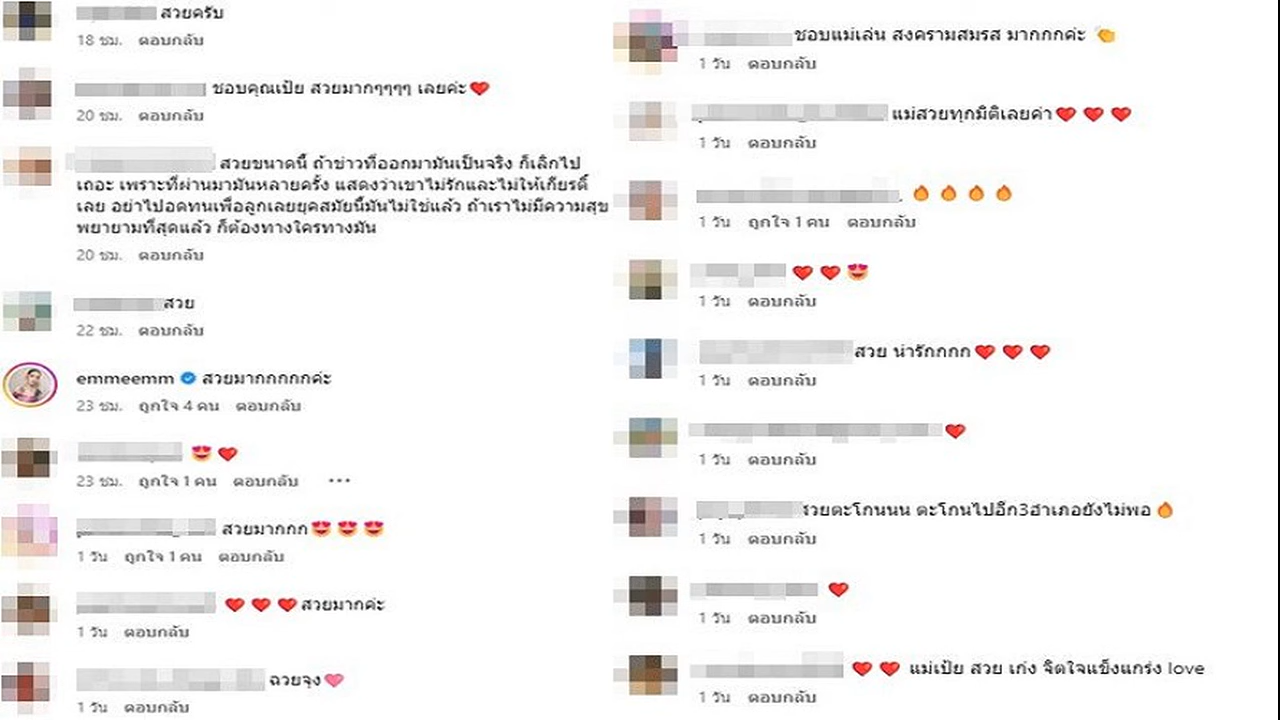 สวยครับ
18 ชม. ตอบกลับ
ชอบคุณเป้ย สวยมากๆๆๆๆ เลยค่ะ❤️
20 ชม. ตอบกลับ
สวยขนาดนี้ ถ้าข่าวที่ออกมามันเป็นจริง ก็เลิกไป
เถอะ เพราะที่ผ่านมามันหลายครั้ง แสดงว่าเขาไม่รักและไม่ให้เกียรติ์
เลย อย่าไปอดทนเพื่อลูกเลยยุคสมัยนี้มันไม่ใช่แล้ว ถ้าเราไม่มีความสุข
พยายามที่สุดแล้ว ก็ต้องทางใครทางมัน
20 ชม. ตอบกลับ
สวย
22 ชม. ตอบกลับ
emmeemm สวยมากกกกกค่ะ
23 ชม. ถูกใจ 4 คน ตอบกลับ
😍❤️
23 ชม. ถูกใจ 1 คน ตอบกลับ ...
สวยมากกก😍😍😍
1 วัน ถูกใจ 1 คน ตอบกลับ
❤️❤️❤️สวยมากค่ะ
1 วัน ตอบกลับ
ฉวยจุง🩷
1 วัน ตอบกลับ
ชอบแม่เล่น สงครามสมรส มากกกค่ะ 👏
1 วัน ตอบกลับ
แม่สวยทุกมิติเลยค่า❤️❤️❤️
1 วัน ตอบกลับ
🔥🔥🔥🔥
1 วัน ถูกใจ 1 คน ตอบกลับ
❤️❤️😍
1 วัน ตอบกลับ
สวย น่ารักกกก❤️❤️❤️
1 วัน ตอบกลับ
❤️
1 วัน ตอบกลับ
สวยตะโกนนน ตะโกนไปอีก3อำเภอยังไม่พอ🔥
1 วัน ตอบกลับ
❤️
1 วัน ตอบกลับ
❤️❤️ แม่เป้ย สวย เก่ง จิตใจแข็งแกร่ง love
1 วัน ตอบกลับ